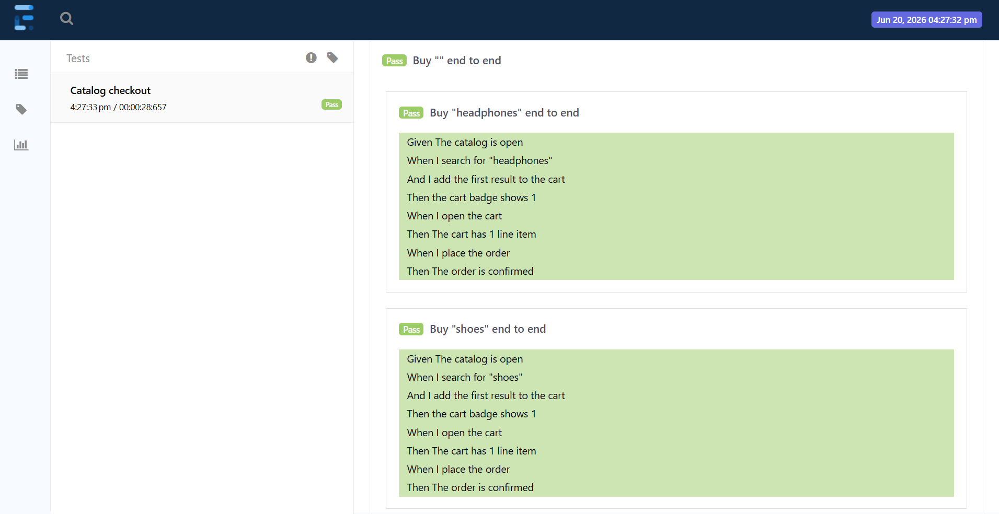 Jun 20, 2026 04:27:32 pm
Tests
Catalog checkout
4:27:33 pm / 00:00:28:657
Pass
Pass Buy "" end to end
Pass Buy "headphones" end to end
Given The catalog is open
When I search for "headphones"
And I add the first result to the cart
Then the cart badge shows 1
When I open the cart
Then The cart has 1 line item
When I place the order
Then The order is confirmed
Pass Buy "shoes" end to end
Given The catalog is open
When I search for "shoes"
And I add the first result to the cart
Then the cart badge shows 1
When I open the cart
Then The cart has 1 line item
When I place the order
Then The order is confirmed